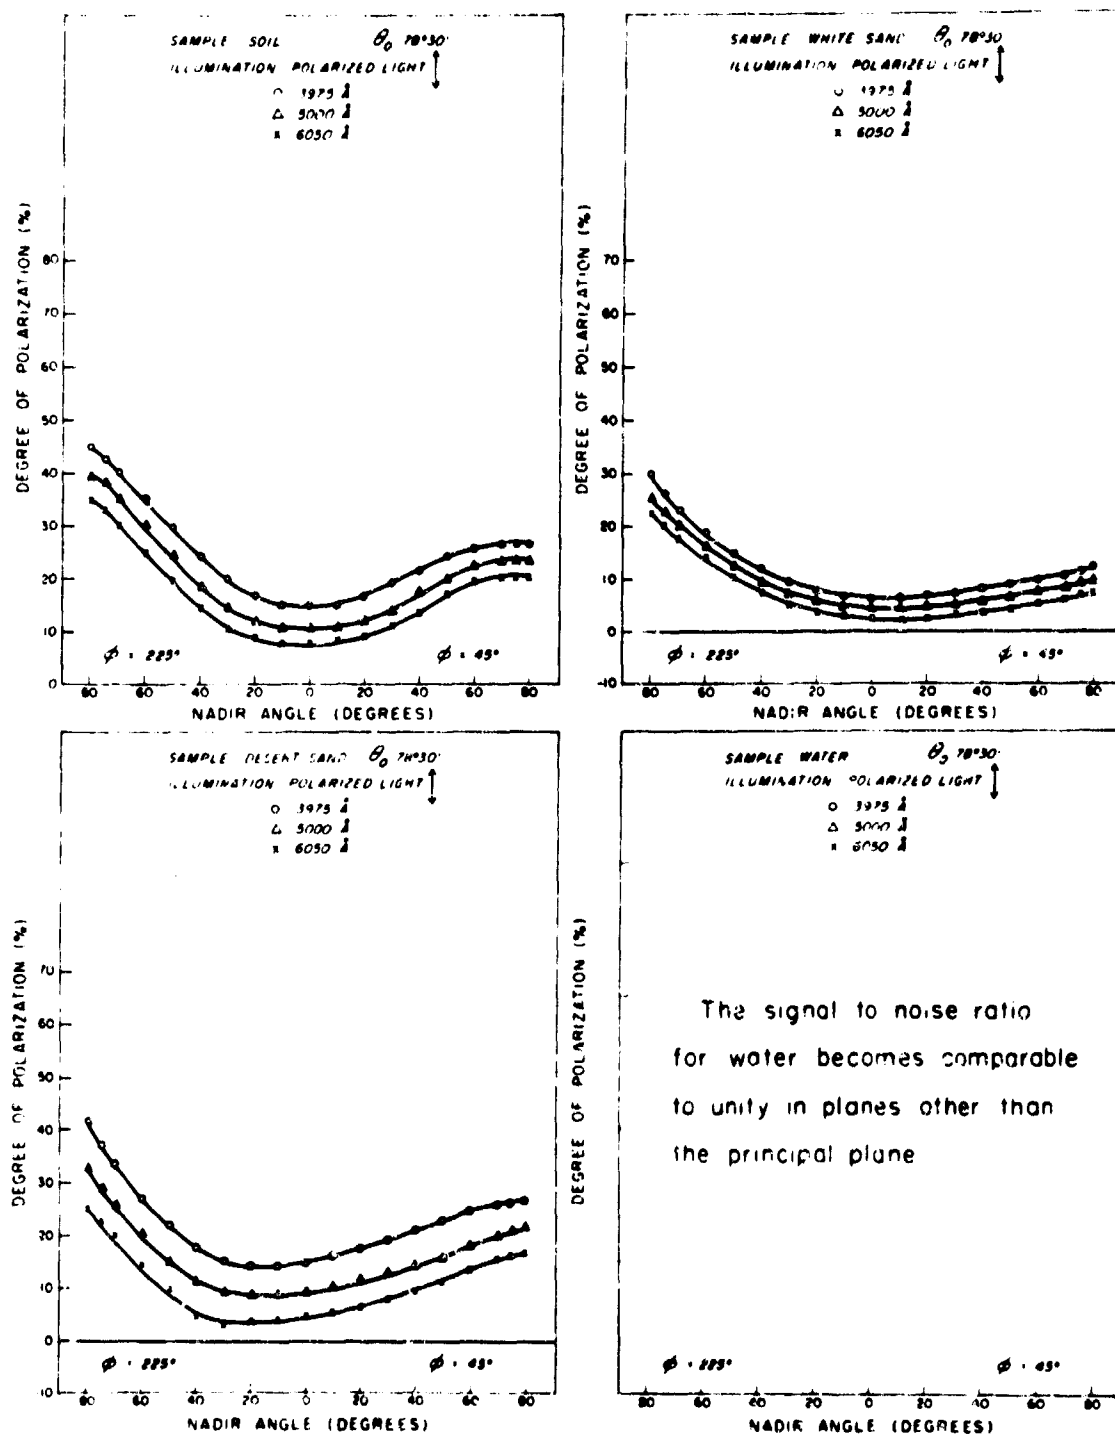 SAMPLE SOIL θ₀ 78°30'
ILLUMINATION POLARIZED LIGHT
○ 3975 Å
△ 5000 Å
x 6050 Å
DEGREE OF POLARIZATION (%)
80
70
60
50
40
30
20
10
0
ϕ = 225°
ϕ = 45°
80 60 40 20 0 20 40 60 80
NADIR ANGLE (DEGREES)
SAMPLE WHITE SAND θ₀ 78°30'
ILLUMINATION POLARIZED LIGHT
○ 3975 Å
△ 5000 Å
x 6050 Å
DEGREE OF POLARIZATION (%)
70
60
50
40
30
20
10
0
-10
ϕ = 225°
ϕ = 45°
80 60 40 20 0 20 40 60 80
NADIR ANGLE (DEGREES)
SAMPLE DESERT SAND θ₀ 78°30'
ILLUMINATION POLARIZED LIGHT
○ 3975 Å
△ 5000 Å
x 6050 Å
DEGREE OF POLARIZATION (%)
70
60
50
40
30
20
10
0
-10
ϕ = 225°
ϕ = 45°
80 60 40 20 0 20 40 60 80
NADIR ANGLE (DEGREES)
SAMPLE WATER θ₀ 78°30'
ILLUMINATION POLARIZED LIGHT
○ 3975 Å
△ 5000 Å
x 6050 Å
DEGREE OF POLARIZATION (%)
The signal to noise ratio
for water becomes comparable
to unity in planes other than
the principal plane
ϕ = 225°
ϕ = 45°
80 60 40 20 0 20 40 60 80
NADIR ANGLE (DEGREES)